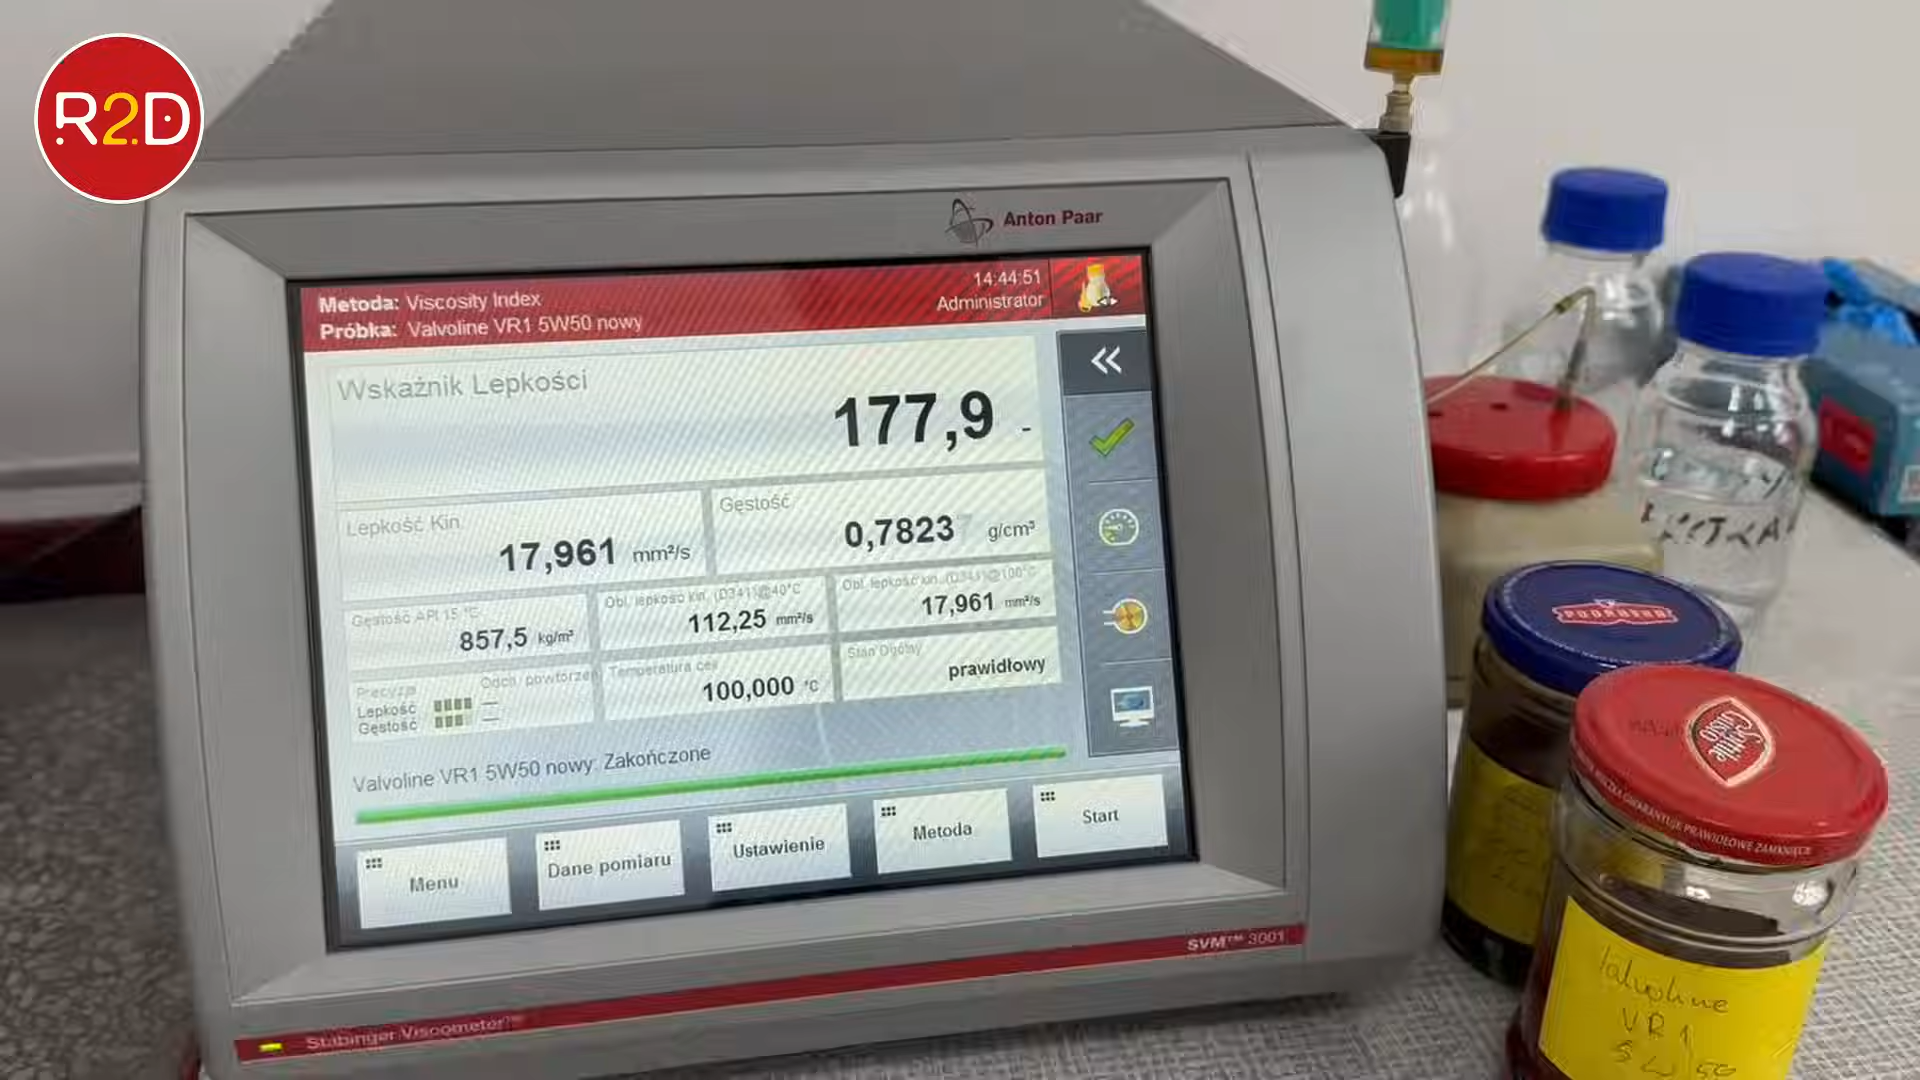 R2D
Anton Paar
Metoda: Viscosity Index
14:44:51
Próbka: Valvoline VR1 5W50 nowy
Administrator
Wskaźnik Lepkości
177,9 -
Lepkość Kin.
17,961 mm²/s
Gęstość
0,7823 g/cm³
Gęstość API 15 °C
857,5 kg/m³
Obl. lepkość kin. (D341)@40°C
112,25 mm²/s
Obl. lepkość kin. (D341)@100°C
17,961 mm²/s
Precyzja
Odch. powtórzeń
Lepkość —
Gęstość —
Temperatura
100,000 °C
Stan Ogólny
prawidłowy
Valvoline VR1 5W50 nowy: Zakończone
Menu
Dane pomiaru
Ustawienie
Metoda
Start
SVM™ 3001
Stabinger Viscometer™
PUDLISZKI
Valvoline
VR1
5W50